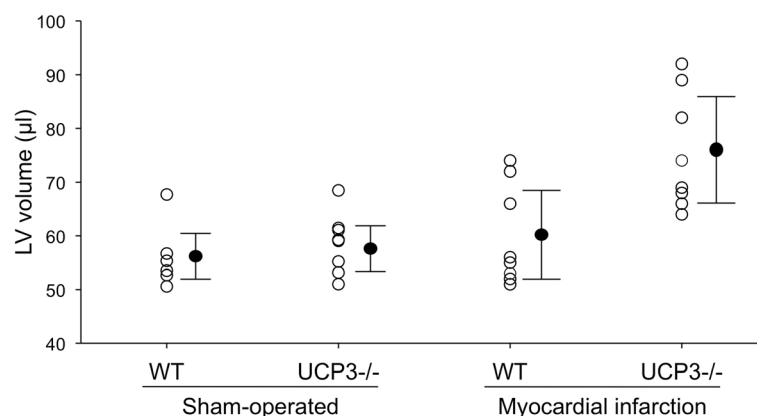 100
90
80
70
60
50
40
LV volume (µl)
WT UCP3-/- WT UCP3-/-
Sham-operated Myocardial infarction